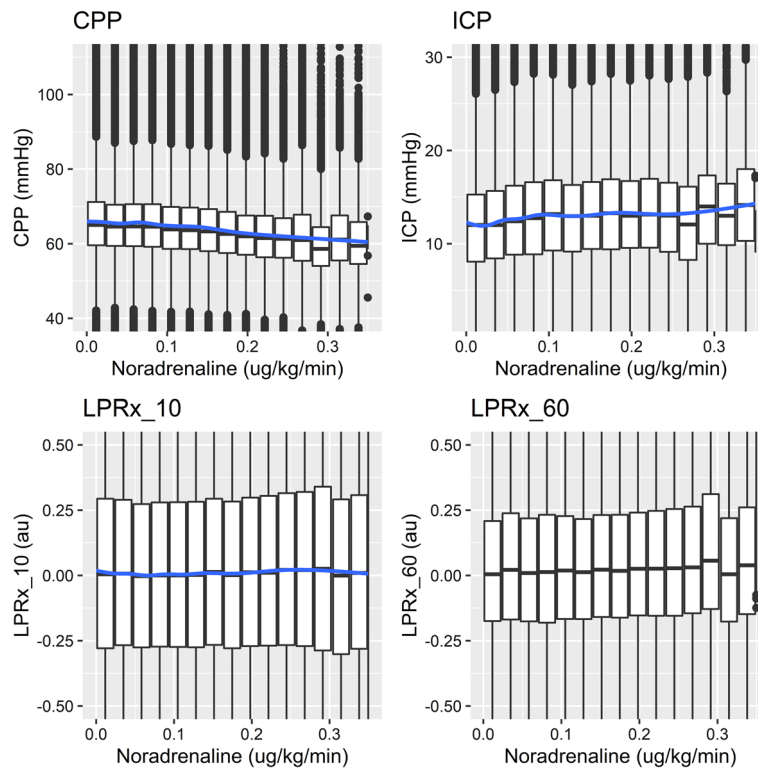 CPP
ICP
100
80
60
40
CPP (mmHg)
0.0 0.1 0.2 0.3
Noradrenaline (ug/kg/min)
30
20
10
ICP (mmHg)
0.0 0.1 0.2 0.3
Noradrenaline (ug/kg/min)
LPRx_10
LPRx_60
0.50
0.25
0.00
-0.25
-0.50
LPRx_10 (au)
0.0 0.1 0.2 0.3
Noradrenaline (ug/kg/min)
0.50
0.25
0.00
-0.25
-0.50
LPRx_60 (au)
0.0 0.1 0.2 0.3
Noradrenaline (ug/kg/min)